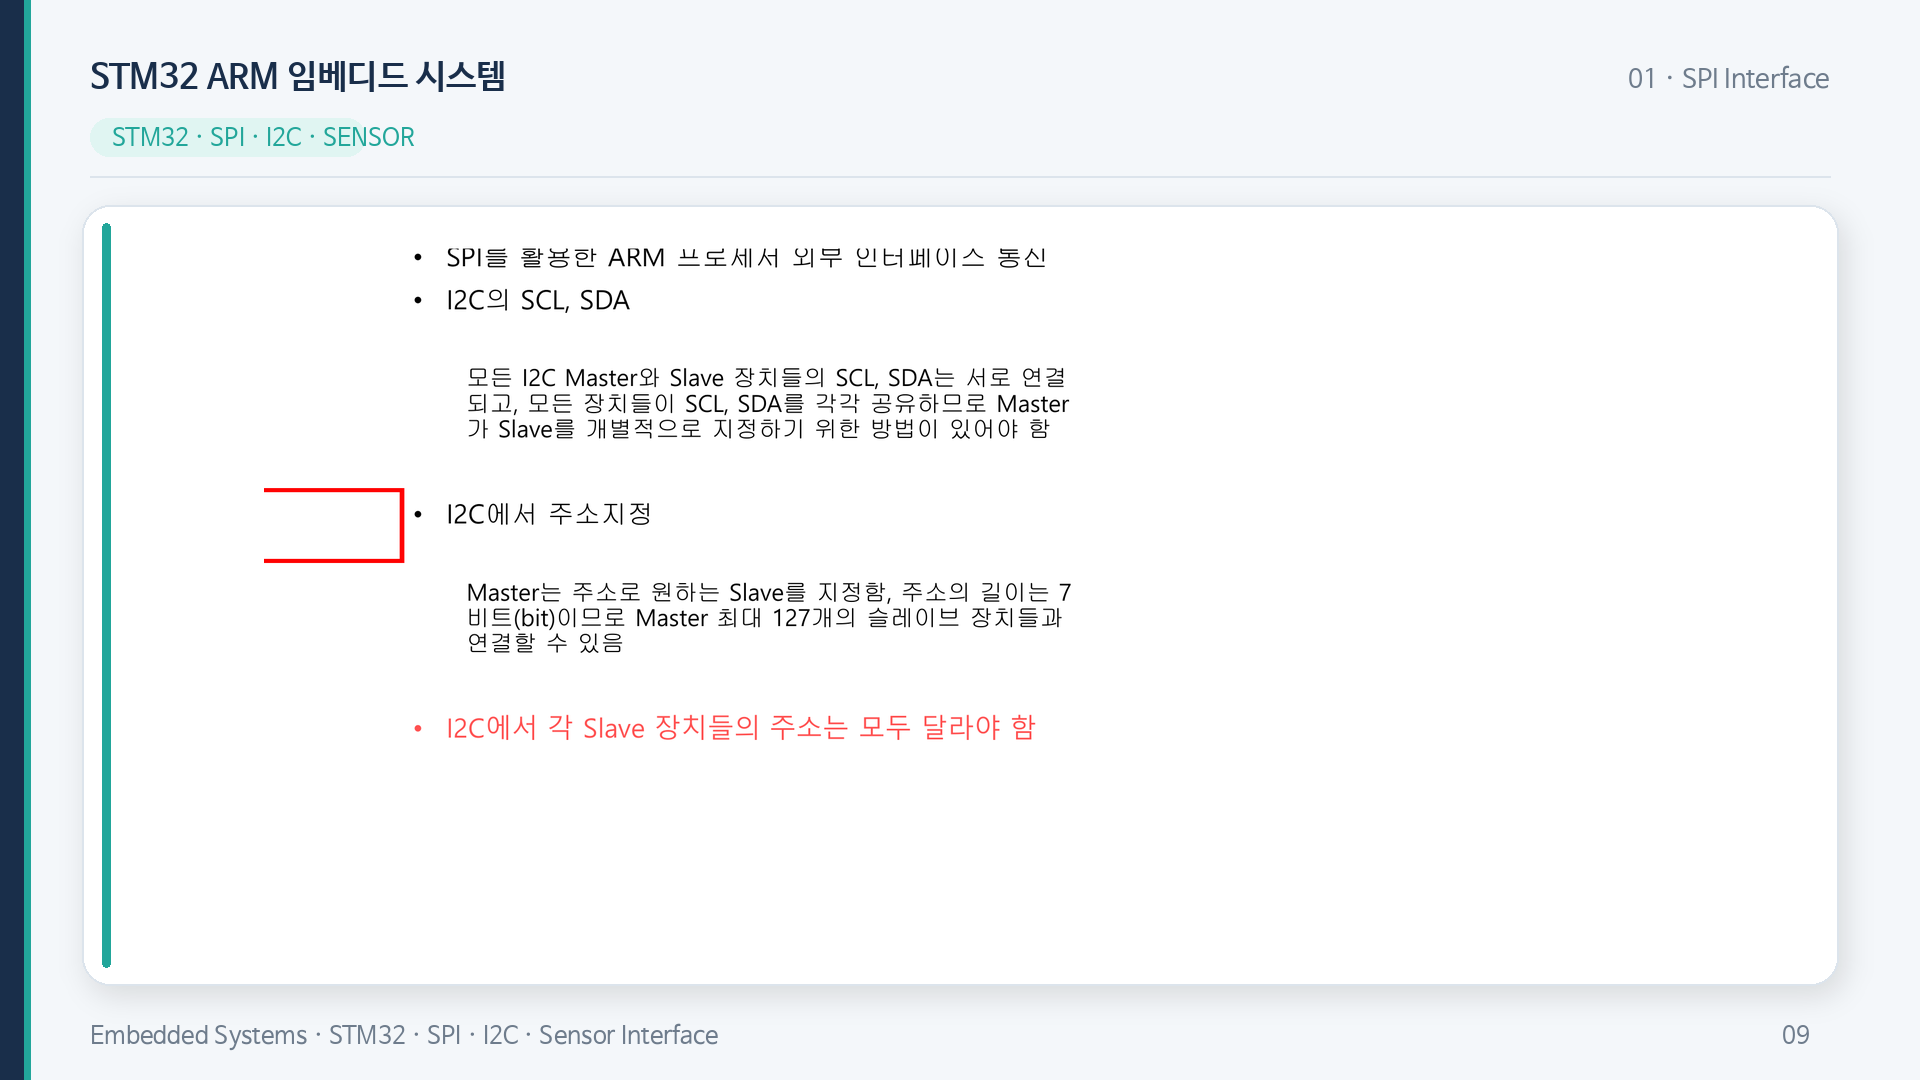 STM32 ARM 임베디드 시스템
01 · SPI Interface
STM32 · SPI · I2C · SENSOR
• SPI를 활용한 ARM 프로세서 외부 인터페이스 통신
• I2C의 SCL, SDA
모든 I2C Master와 Slave 장치들의 SCL, SDA는 서로 연결
되고, 모든 장치들이 SCL, SDA를 각각 공유하므로 Master
가 Slave를 개별적으로 지정하기 위한 방법이 있어야 함
• I2C에서 주소지정
Master는 주소로 원하는 Slave를 지정함, 주소의 길이는 7
비트(bit)이므로 Master 최대 127개의 슬레이브 장치들과
연결할 수 있음
• I2C에서 각 Slave 장치들의 주소는 모두 달라야 함
Embedded Systems · STM32 · SPI · I2C · Sensor Interface
09